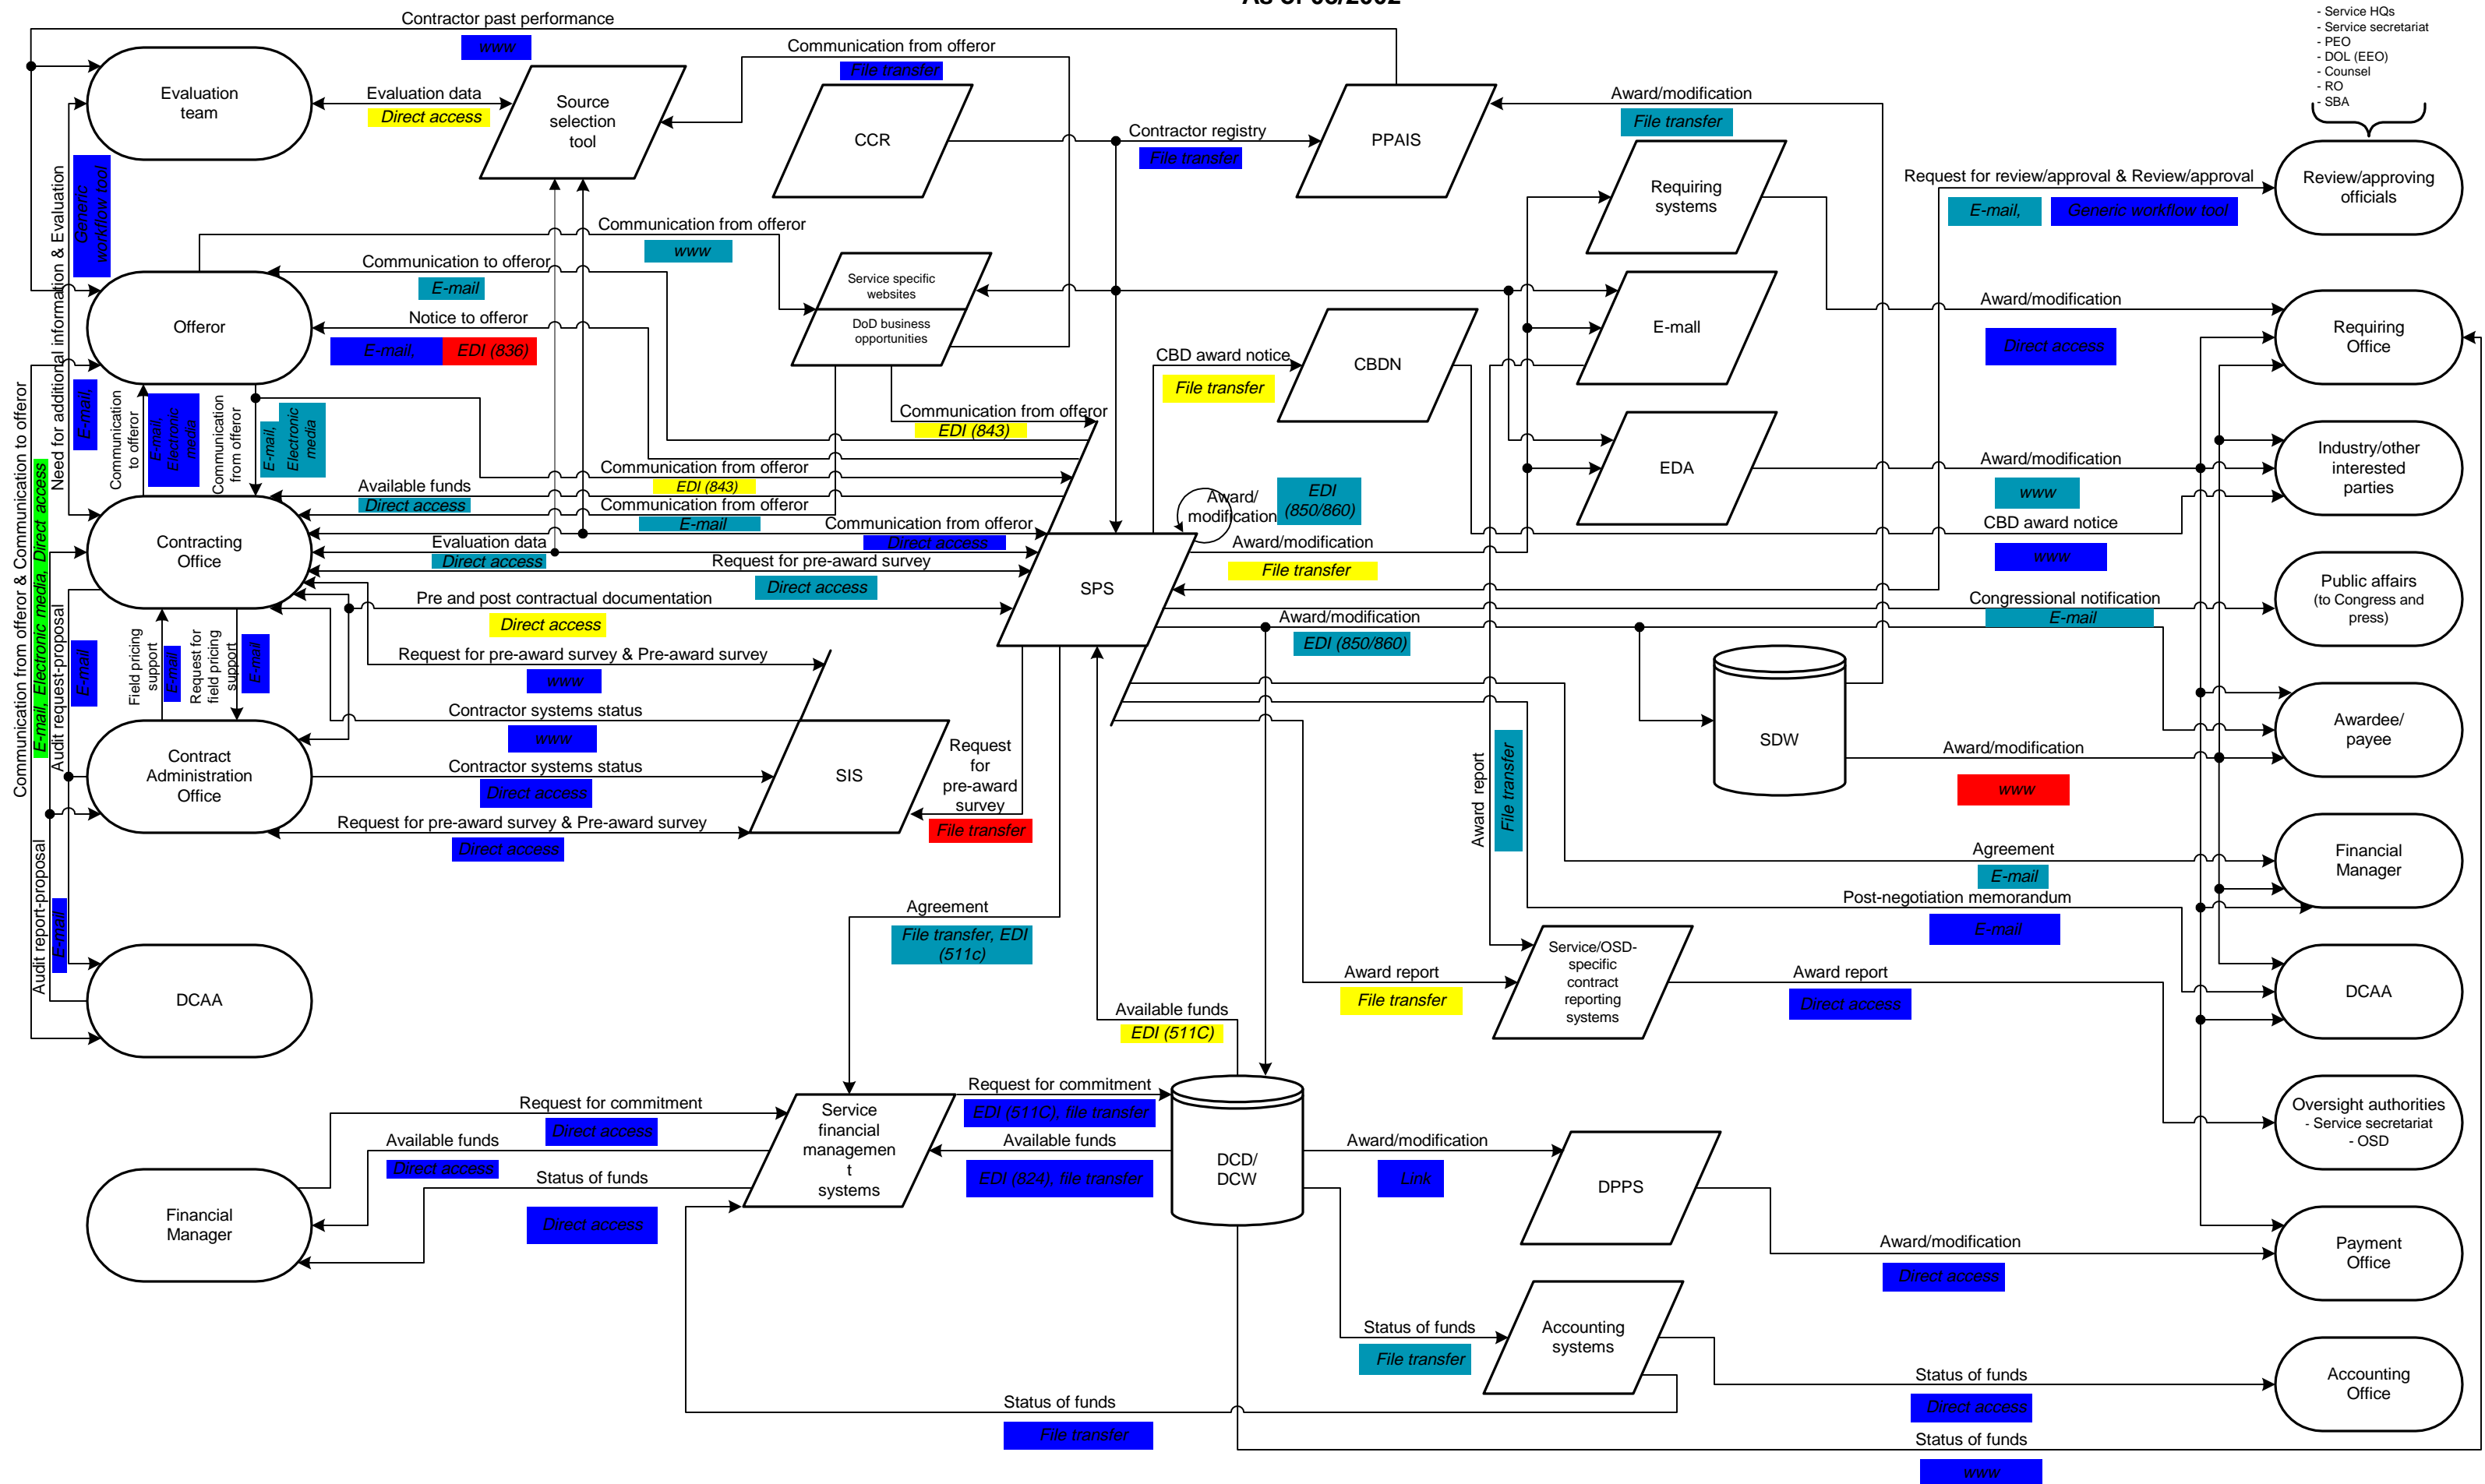 As of 03/2002
- Service HQs
- Service secretariat
- PEO
- DOL (EEO)
- Counsel
- RO
- SBA
Contractor past performance
www
Communication from offeror
File transfer
Evaluation
team
Evaluation data
Direct access
Source
selection
tool
CCR
Contractor registry
File transfer
PPAIS
Award/modification
File transfer
Requiring
systems
Request for review/approval & Review/approval
E-mail,
Generic workflow tool
Review/approving
officials
Need for additional information & Evaluation
Generic
workflow tool
Communication from offeror
www
Communication to offeror
E-mail
Service specific
websites
DoD business
opportunities
Offeror
Notice to offeror
E-mail,
EDI (836)
E-mall
Award/modification
Direct access
Requiring
Office
CBD award notice
File transfer
CBDN
Communication from offeror & Communication to offeror
E-mail, Electronic media, Direct access
E-mail,
Communication
to offeror
E-mail,
Electronic
media
Communication
from offeror
E-mail,
Electronic
media
Communication from offeror
EDI (843)
Communication from offeror
EDI (843)
Available funds
Direct access
Communication from offeror
E-mail
Communication from offeror
Direct access
Award/
modification
EDI
(850/860)
EDA
Award/modification
www
Industry/other
interested
parties
CBD award notice
www
Contracting
Office
Evaluation data
Direct access
Request for pre-award survey
Direct access
SPS
Award/modification
File transfer
Pre and post contractual documentation
Direct access
Award/modification
EDI (850/860)
Congressional notification
E-mail
Public affairs
(to Congress and
press)
Audit request-proposal
E-mail
Field pricing
support
E-mail
Request for
field pricing
support
E-mail
Request for pre-award survey & Pre-award survey
www
Contractor systems status
www
Contract
Administration
Office
Contractor systems status
Direct access
SIS
Request
for
pre-award
survey
File transfer
Request for pre-award survey & Pre-award survey
Direct access
SDW
Award/modification
www
Awardee/
payee
Award report
File transfer
Agreement
E-mail
Financial
Manager
Post-negotiation memorandum
E-mail
Audit report-proposal
E-mail
Agreement
File transfer, EDI
(511c)
DCAA
Available funds
EDI (511C)
Award report
File transfer
Service/OSD-
specific
contract
reporting
systems
Award report
Direct access
DCAA
Request for commitment
Direct access
Available funds
Direct access
Status of funds
Direct access
Financial
Manager
Service
financial
managemen
t
systems
Request for commitment
EDI (511C), file transfer
Available funds
EDI (824), file transfer
DCD/
DCW
Award/modification
Link
DPPS
Oversight authorities
- Service secretariat
- OSD
Award/modification
Direct access
Payment
Office
Status of funds
File transfer
Accounting
systems
Status of funds
Direct access
Accounting
Office
Status of funds
File transfer
Status of funds
www